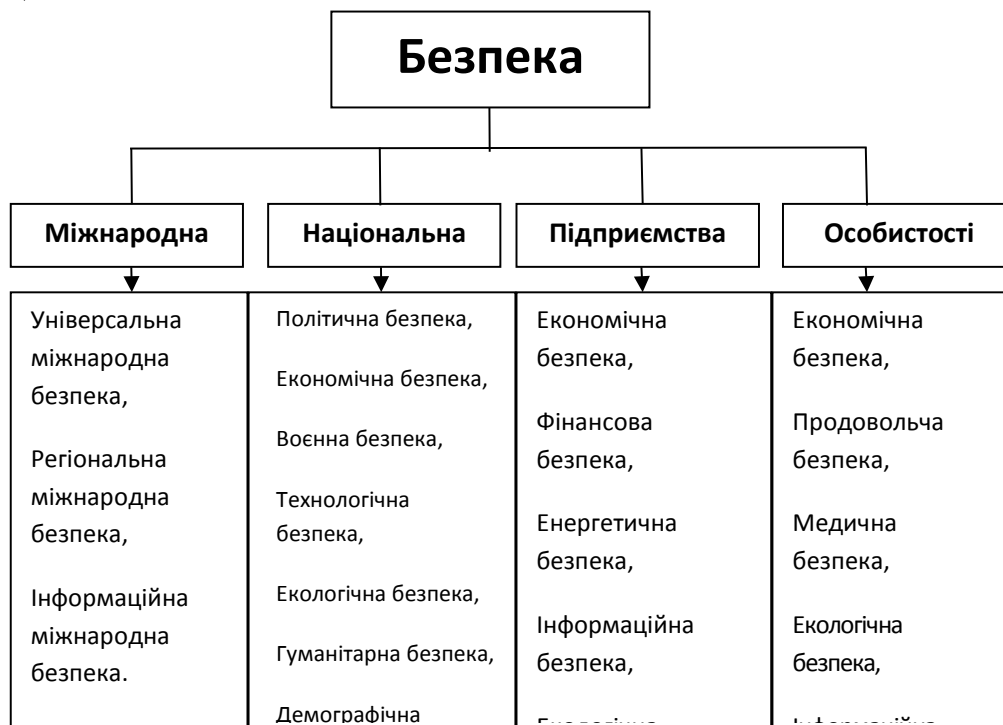 Безпека
Міжнародна
Національна
Підприємства
Особистості
Універсальна
міжнародна
безпека,
Регіональна
міжнародна
безпека,
Інформаційна
міжнародна
безпека.
Політична безпека,
Економічна безпека,
Воєнна безпека,
Технологічна
безпека,
Екологічна безпека,
Гуманітарна безпека,
Демографічна
Економічна
безпека,
Фінансова
безпека,
Енергетична
безпека,
Інформаційна
безпека,
Екологічна
Економічна
безпека,
Продовольча
безпека,
Медична
безпека,
Екологічна
безпека,
Інформаційна